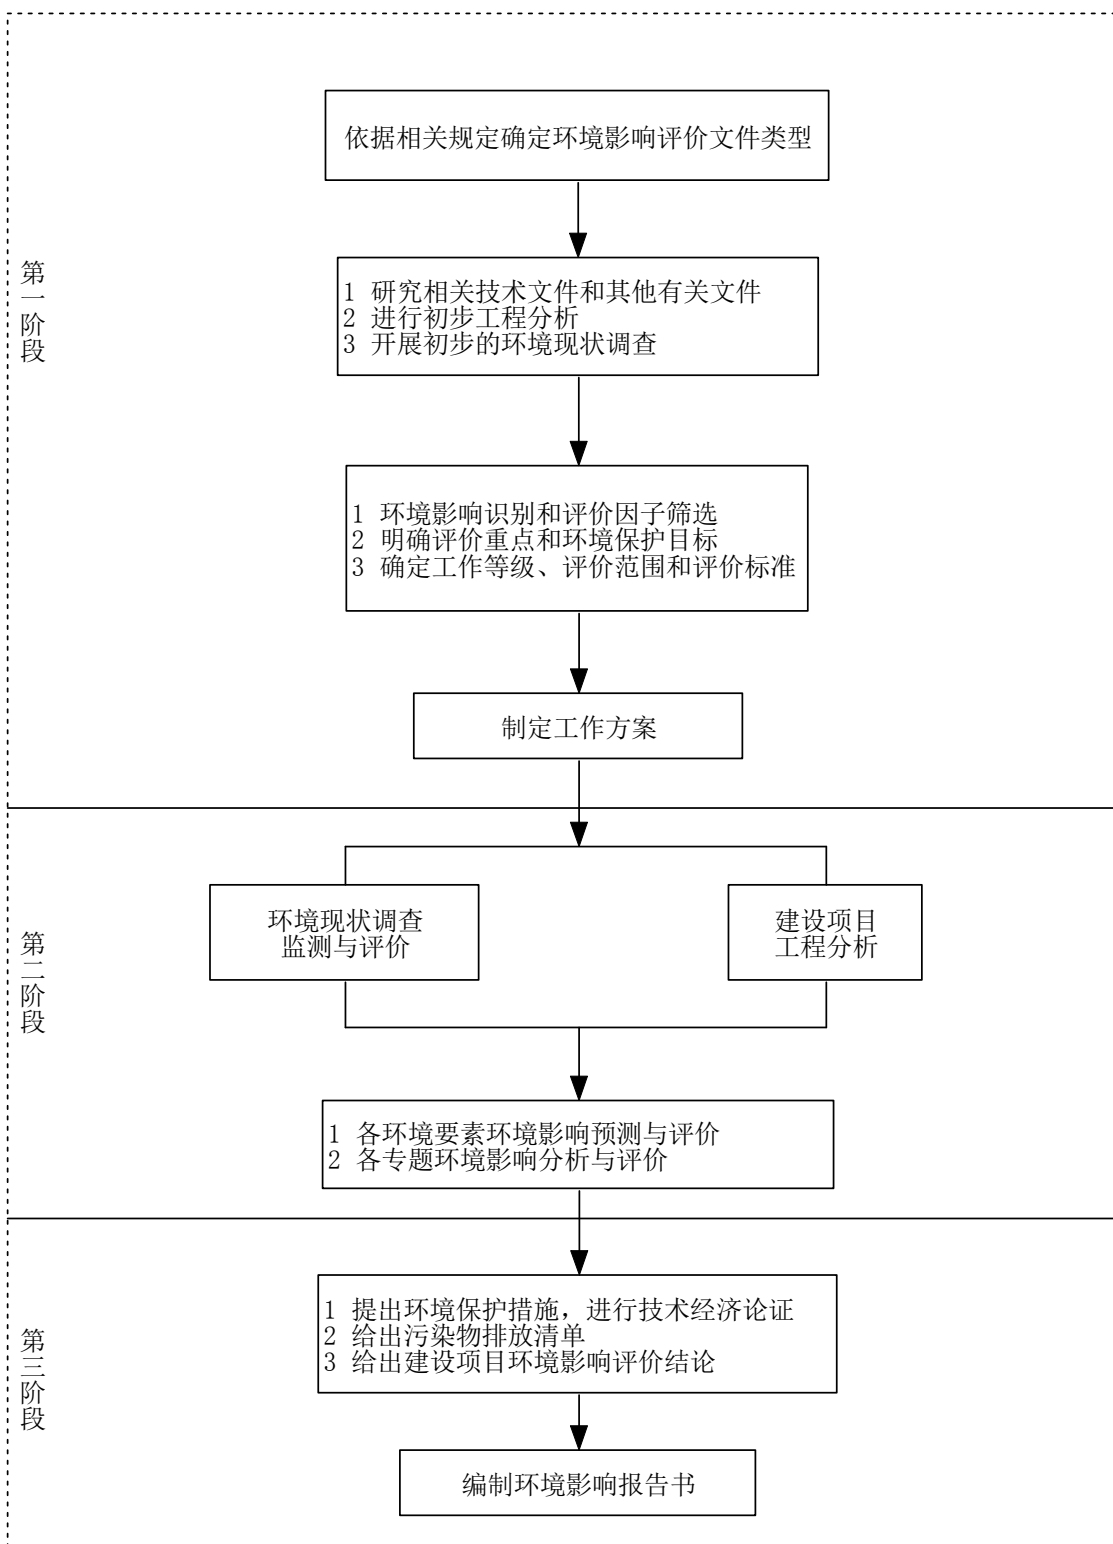 依据相关规定确定环境影响评价文件类型
第一阶段
1 研究相关技术文件和其他有关文件
2 进行初步工程分析
3 开展初步的环境现状调查
1 环境影响识别和评价因子筛选
2 明确评价重点和环境保护目标
3 确定工作等级、评价范围和评价标准
制定工作方案
第二阶段
环境现状调查
监测与评价
建设项目
工程分析
1 各环境要素环境影响预测与评价
2 各专题环境影响分析与评价
第三阶段
1 提出环境保护措施，进行技术经济论证
2 给出污染物排放清单
3 给出建设项目环境影响评价结论
编制环境影响报告书